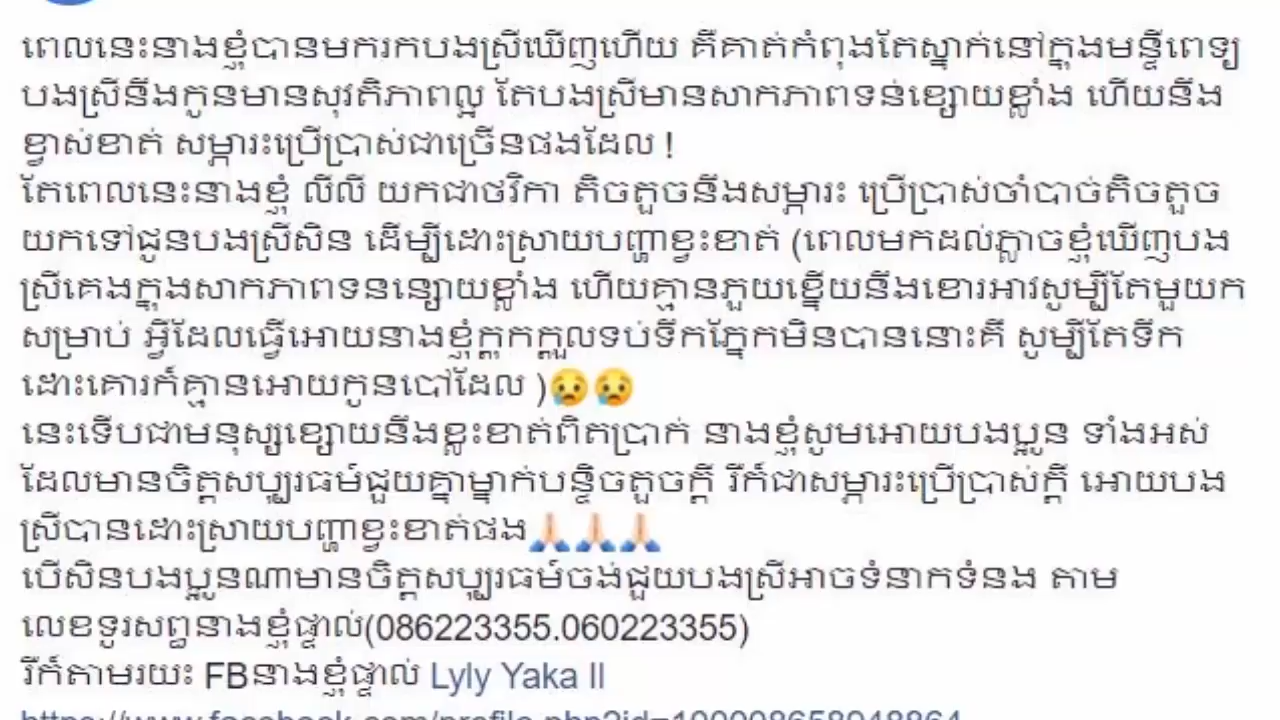 ពេលនេះនាងខ្ញុំបានមករកបងស្រីឃើញហើយ គឺគាត់កំពុងតែស្នាក់នៅក្នុងមន្ទីពេទ្យ
បងស្រីនឹងកូនមានសុវតិភាពល្អ តែបងស្រីមានសាកភាពទន់ខ្សោយខ្លាំង ហើយនឹង
ខ្វាស់ខាត់ សម្ភារះប្រើប្រាស់ជាច្រើនផងដែល !
តែពេលនេះនាងខ្ញុំ លីលី យកជាថវិកា តិចតួចនឹងសម្ភារះ ប្រើប្រាស់ចាំបាច់តិចតួច
យកទៅជូនបងស្រីសិន ដើម្បីដោះស្រាយបញ្ហាខ្វះខាត់ (ពេលមកដល់ភ្លាចខ្ញុំឃើញបង
ស្រីគេងក្នុងសាកភាពទនន្សោយខ្លាំង ហើយគ្មានភួយខ្នើយនឹងខោរអាវសូម្បីតែមួយក
សម្រាប់ អ្វីដែលធ្វើអោយនាងខ្ញុំក្តុកក្តួលទប់ទឹកភ្នែកមិនបាននោះគឺ សូម្បីតែទឹក
ដោះគោរក៏គ្មានអោយកូនបៅដែល )😢😢
នេះទើបជាមនុស្សខ្សោយនឹងខ្លះខាត់ពិតប្រាក់ នាងខ្ញុំសូមអោយបងប្អូន ទាំងអស់
ដែលមានចិត្តសប្បុរធម៍ជួយគ្នាម្នាក់បន្ទិចតួចក្តី រឺក៏ជាសម្ភារះប្រើប្រាស់ក្តី អោយបង
ស្រីបានដោះស្រាយបញ្ហាខ្វះខាត់ផង🙏🏻🙏🏻🙏🏻
បើសិនបងប្អូនណាមានចិត្តសប្បុរធម៍ចង់ជួយបងស្រីអាចទំនាកទំនង តាម
លេខទូរសព្ឋនាងខ្ញុំផ្ទាល់(086223355.060223355)
រឺក៏តាមរយះ FBនាងខ្ញុំផ្ទាល់ Lyly Yaka ll
https://www.facebook.com/profile.php?id=100008658948864